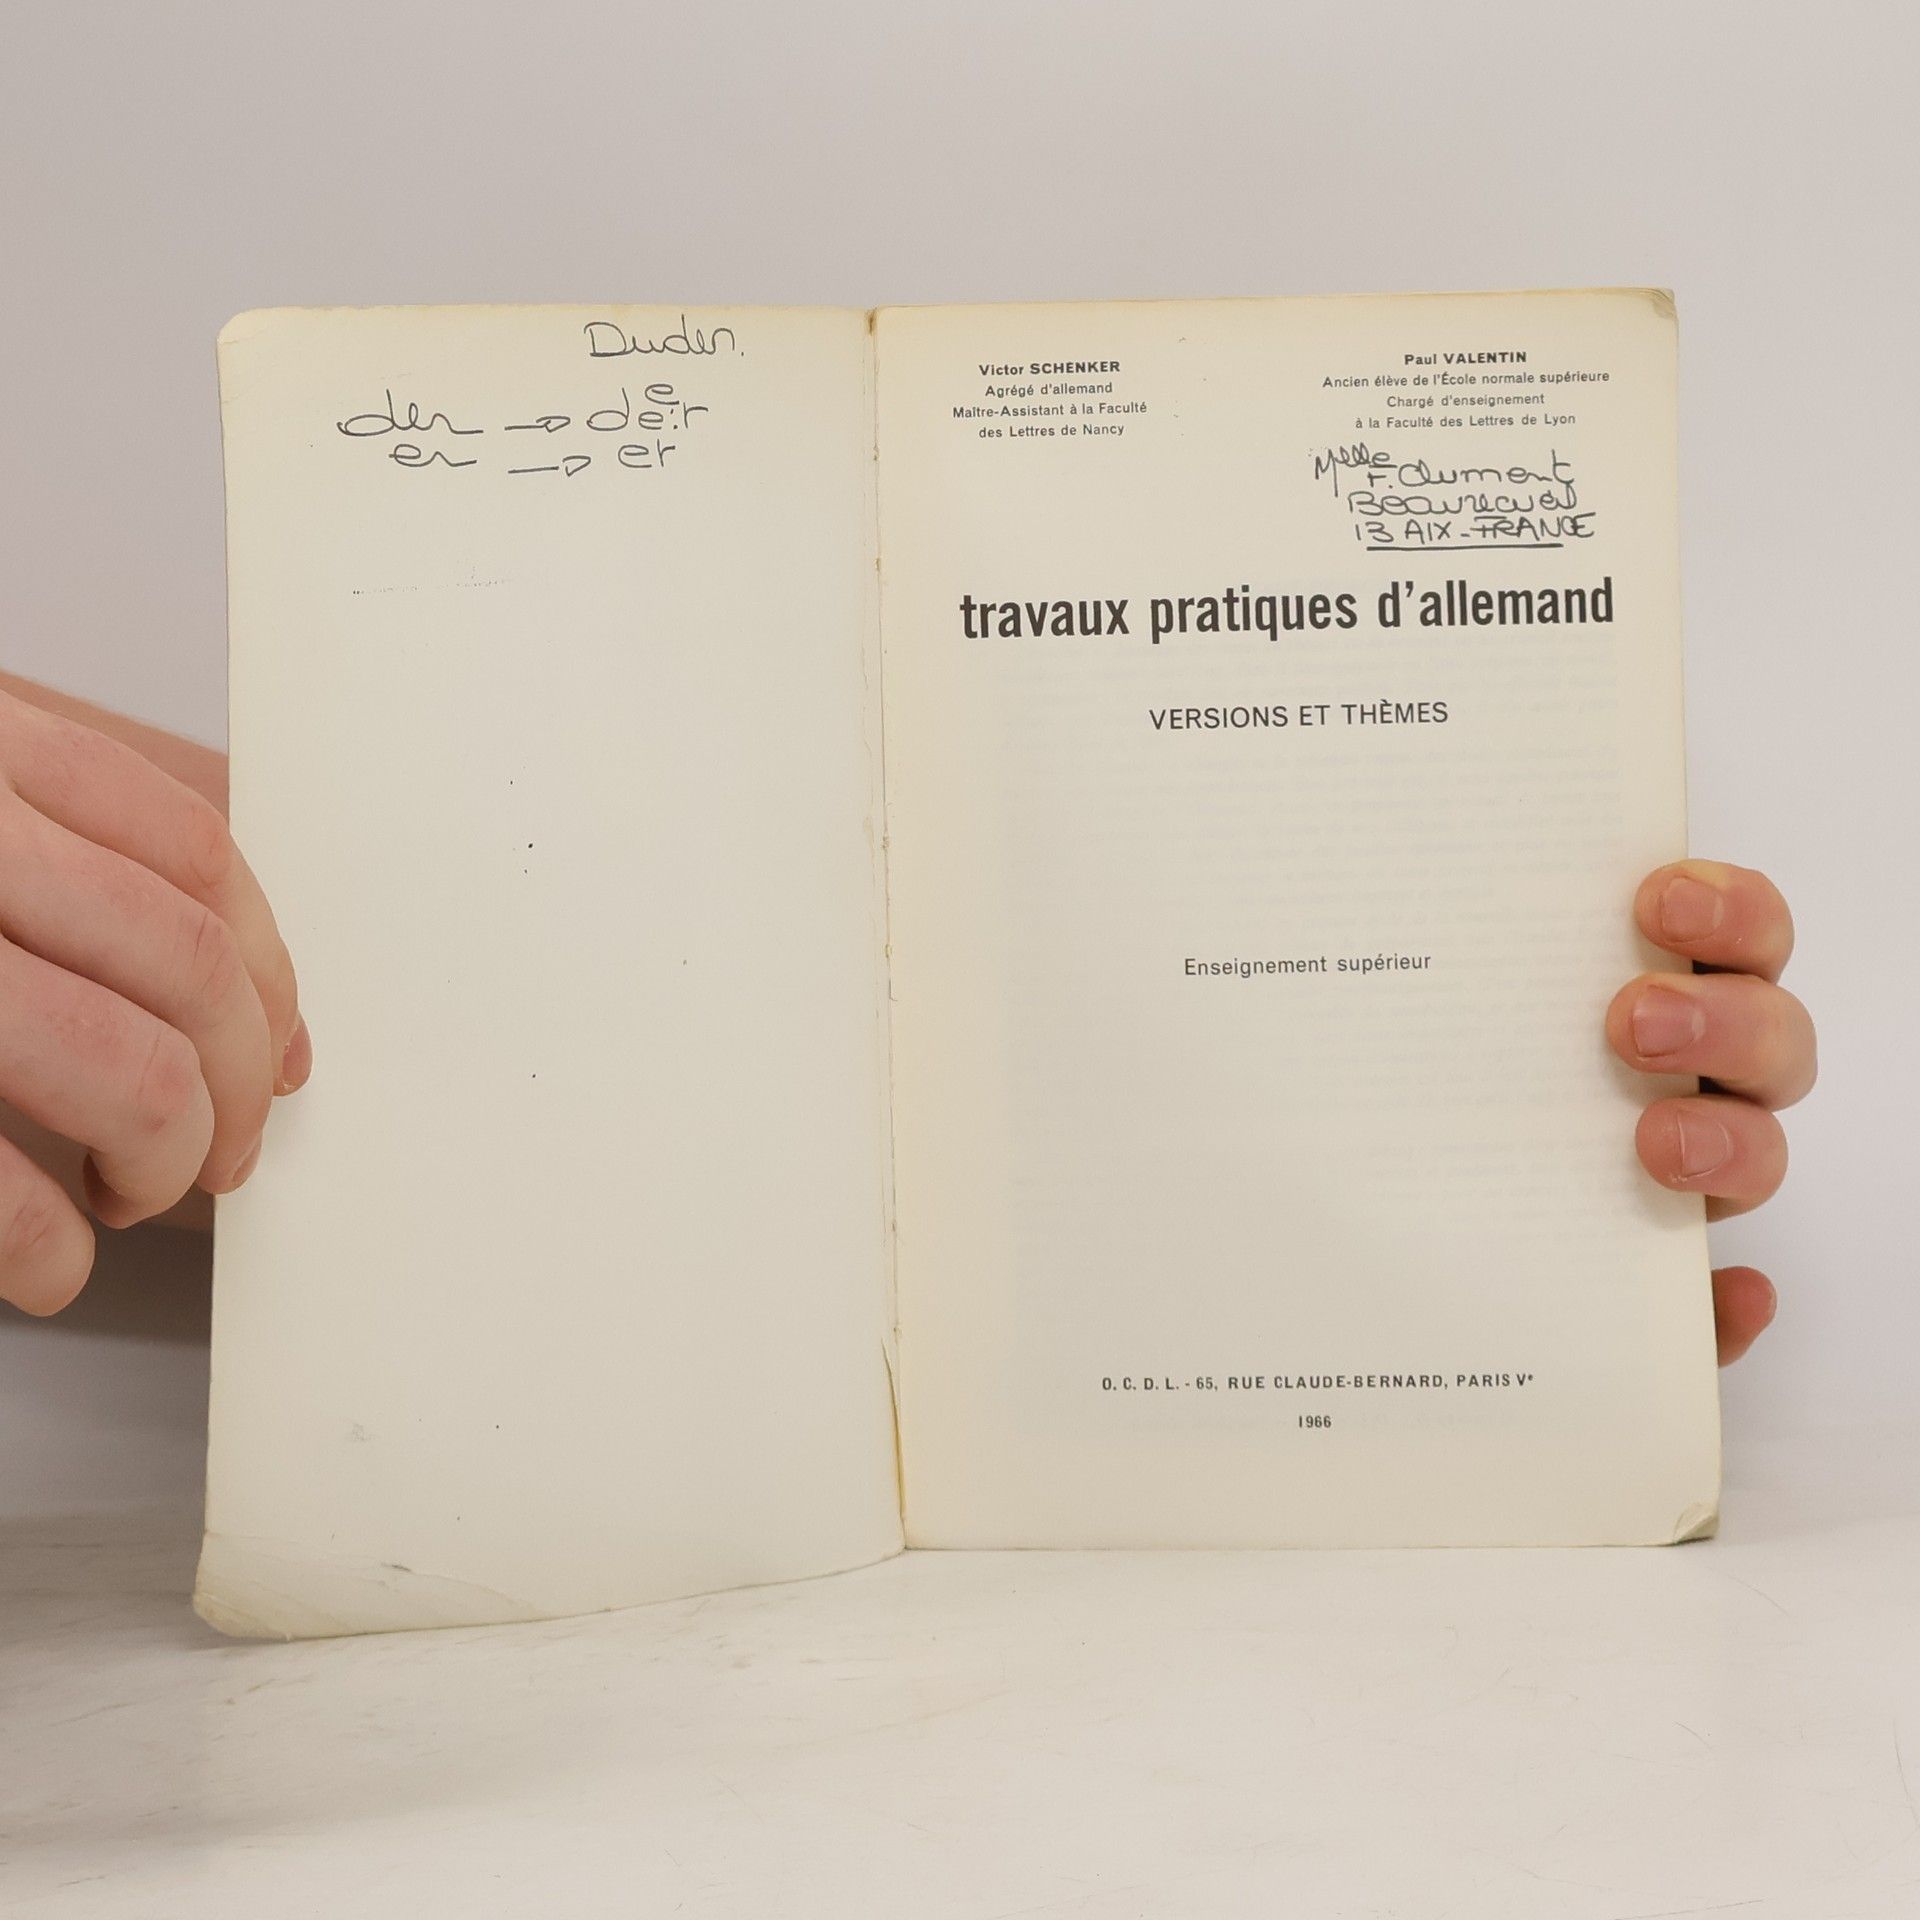 Duden.
der → de:r
e
er → er
Victor SCHENKER
Agrégé d'allemand
Maître-Assistant à la Faculté
des Lettres de Nancy
Paul VALENTIN
Ancien élève de l'École normale supérieure
Chargé d'enseignement
à la Faculté des Lettres de Lyon
Melle
F.
Beaurecueil
13 AIX - FRANCE
travaux pratiques d'allemand
VERSIONS ET THÈMES
Enseignement supérieur
O. C. D. L. - 65, RUE CLAUDE-BERNARD, PARIS Ve
1966